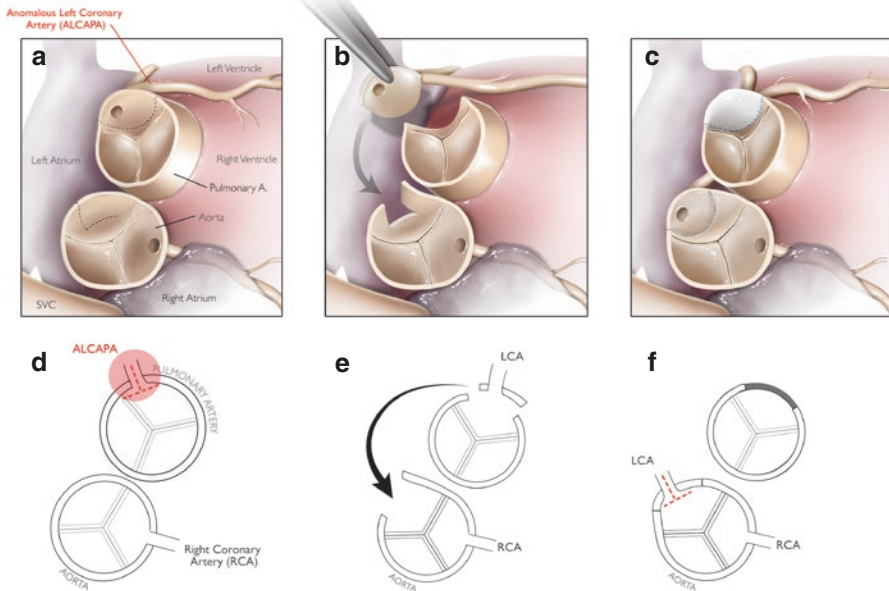 Anomalous Left Coronary
Artery (ALCAPA)
a
b
c
Left Ventricle
Left Atrium
Right Ventricle
Pulmonary A.
Aorta
SVC
Right Atrium
d
e
f
ALCAPA
PULMONARY ARTERY
Right Coronary
Artery (RCA)
AORTA
LCA
RCA
AORTA
LCA
RCA
AORTA